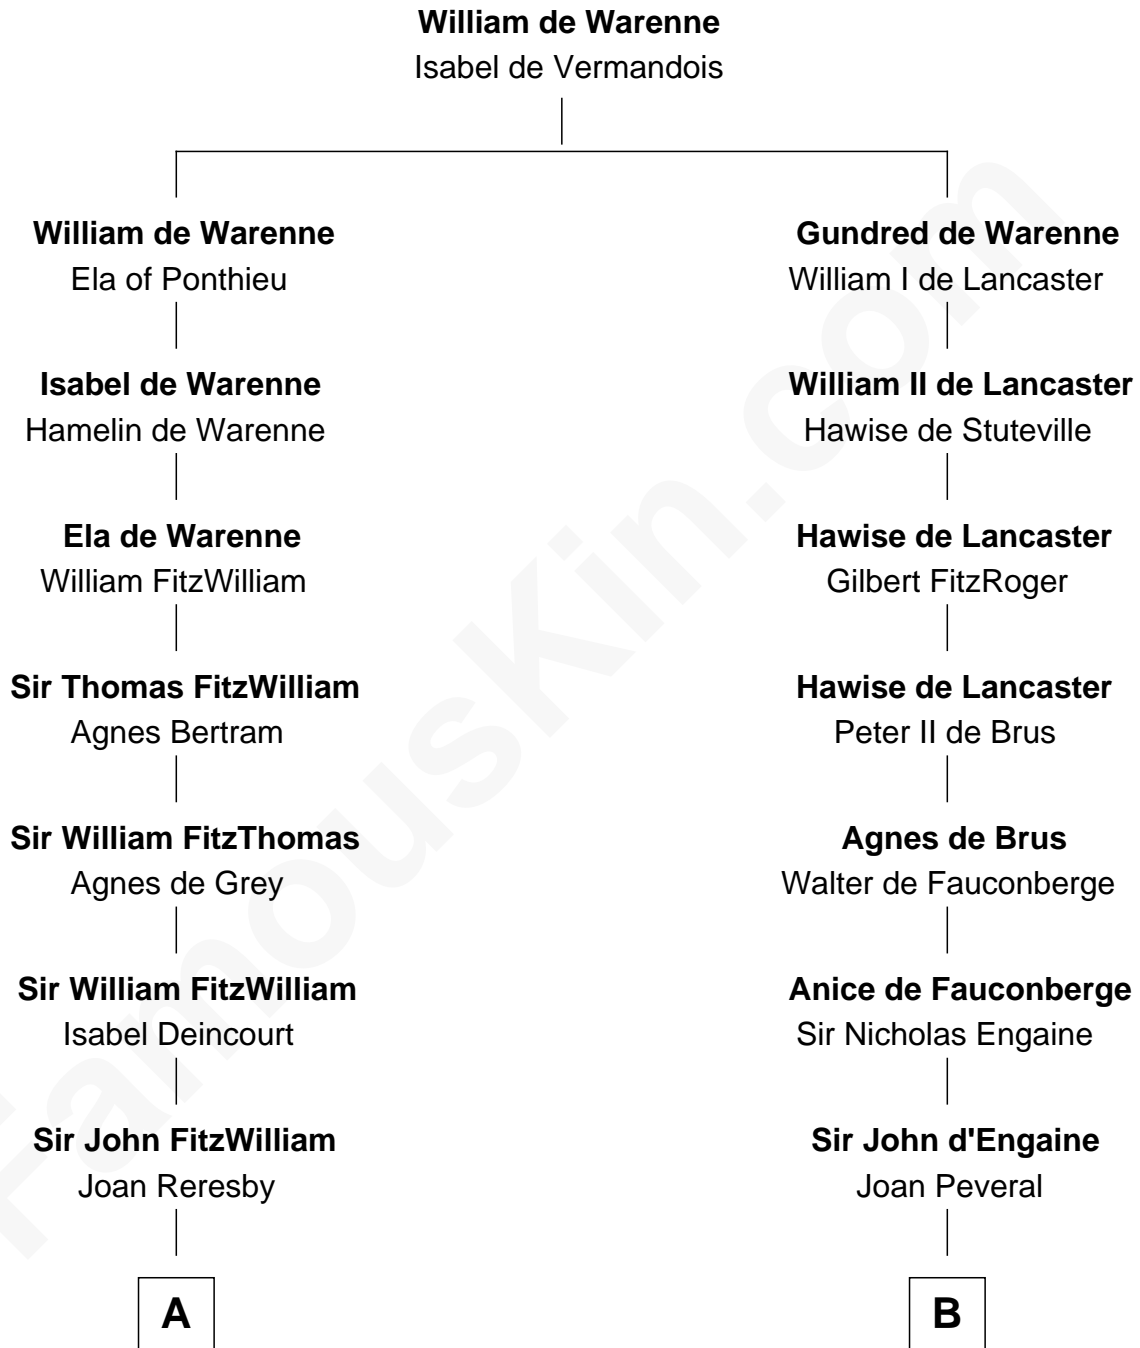 William de Warenne
Isabel de Vermandois
William de Warenne
Ela of Ponthieu
Isabel de Warenne
Hamelin de Warenne
Ela de Warenne
William FitzWilliam
Sir Thomas FitzWilliam
Agnes Bertram
Sir William FitzThomas
Agnes de Grey
Sir William FitzWilliam
Isabel Deincourt
Sir John FitzWilliam
Joan Reresby
A
Gundred de Warenne
William I de Lancaster
William II de Lancaster
Hawise de Stuteville
Hawise de Lancaster
Gilbert FitzRoger
Hawise de Lancaster
Peter II de Brus
Agnes de Brus
Walter de Fauconberge
Anice de Fauconberge
Sir Nicholas Engaine
Sir John d'Engaine
Joan Peveral
B
FamousKin.com